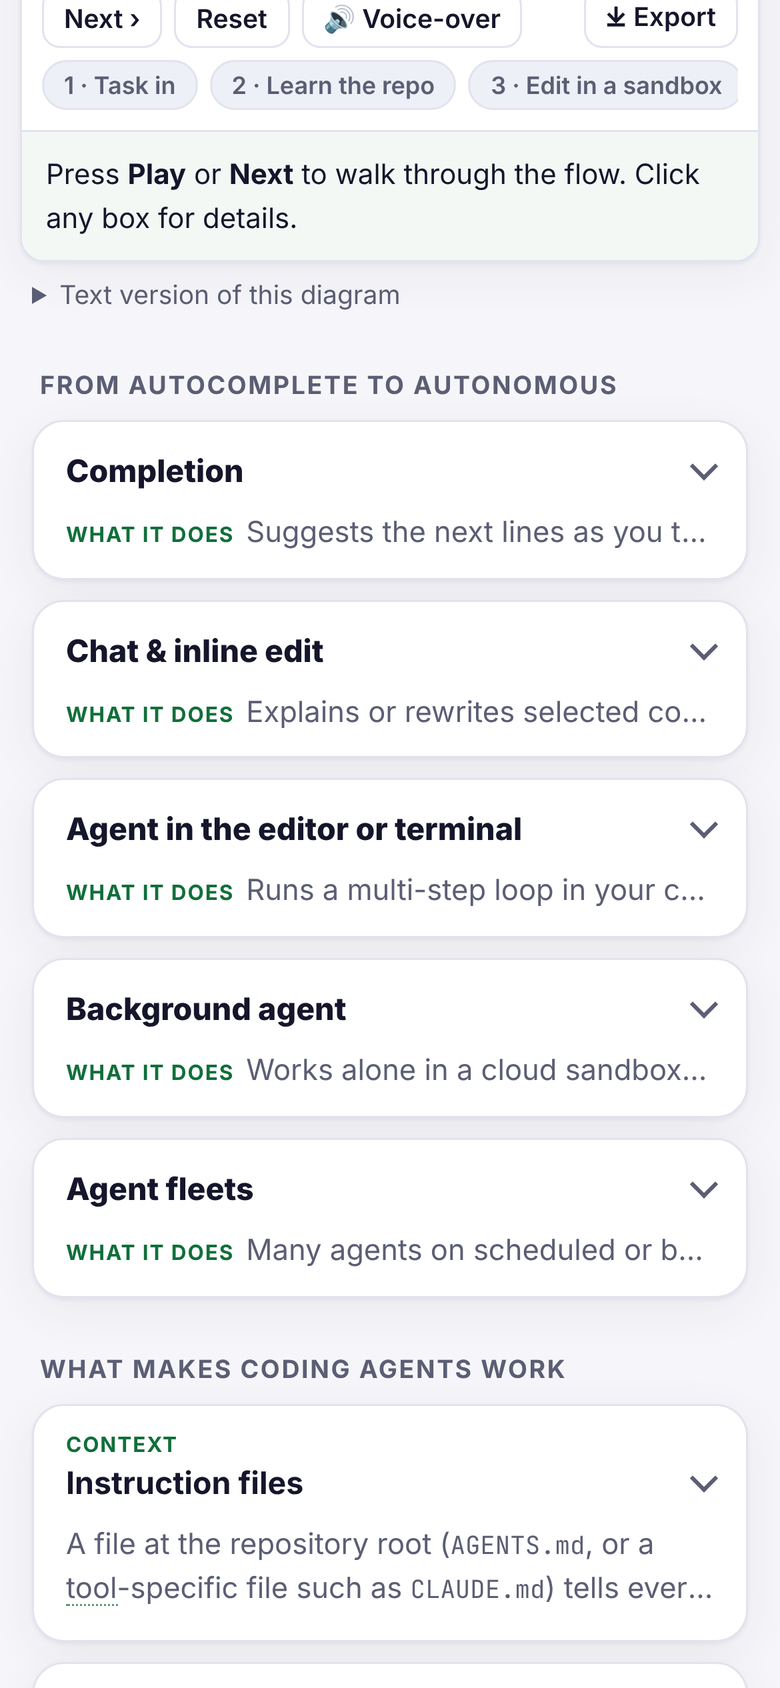 Next ›
Reset
🔊 Voice-over
Export
1 · Task in
2 · Learn the repo
3 · Edit in a sandbox
Press Play or Next to walk through the flow. Click
any box for details.
Text version of this diagram
FROM AUTOCOMPLETE TO AUTONOMOUS
Completion
WHAT IT DOES Suggests the next lines as you t...
Chat & inline edit
WHAT IT DOES Explains or rewrites selected co...
Agent in the editor or terminal
WHAT IT DOES Runs a multi-step loop in your c...
Background agent
WHAT IT DOES Works alone in a cloud sandbox...
Agent fleets
WHAT IT DOES Many agents on scheduled or b...
WHAT MAKES CODING AGENTS WORK
CONTEXT
Instruction files
A file at the repository root (AGENTS.md, or a
tool-specific file such as CLAUDE.md) tells ever...